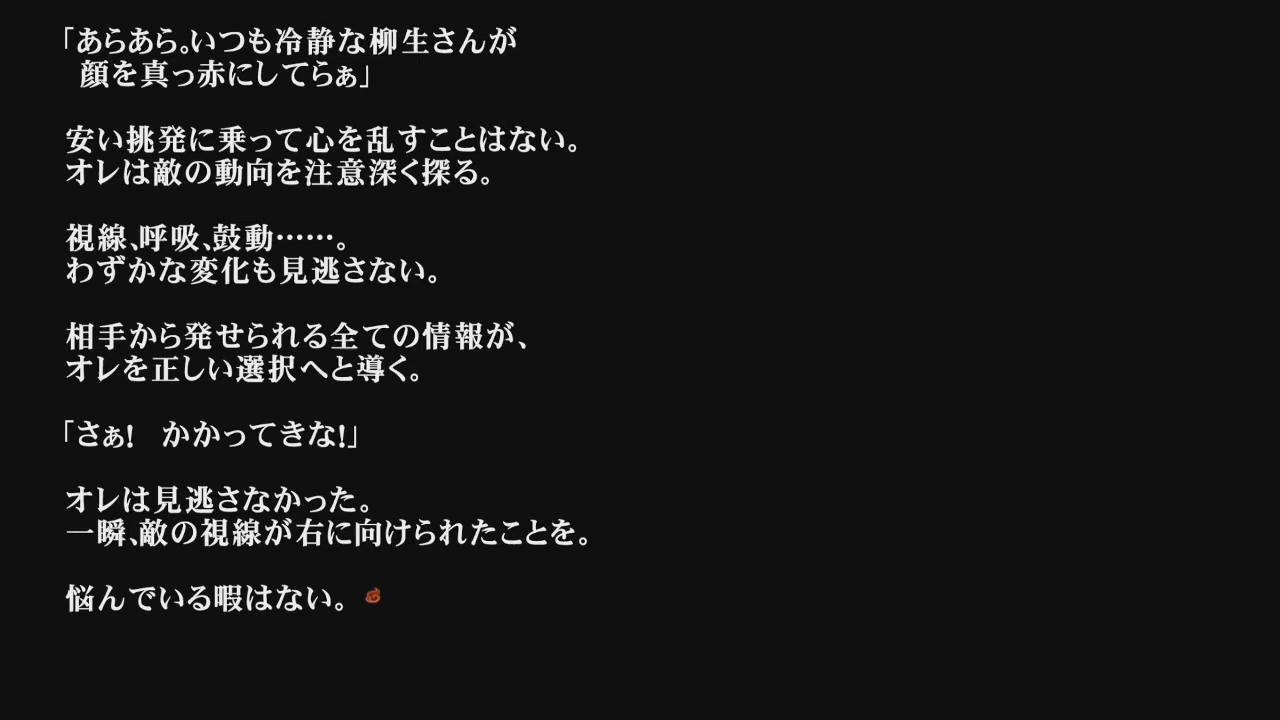 「あらあら。いつも冷静な柳生さんが
顔を真っ赤にしてらぁ」
安い挑発に乗って心を乱すことはない。
オレは敵の動向を注意深く探る。
視線、呼吸、鼓動……。
わずかな変化も見逃さない。
相手から発せられる全ての情報が、
オレを正しい選択へと導く。
「さぁ!　かかってきな!」
オレは見逃さなかった。
一瞬、敵の視線が右に向けられたことを。
悩んでいる暇はない。